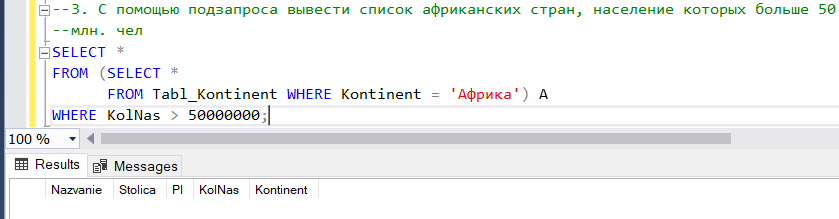 --3. С помощью подзапроса вывести список африканских стран, население которых больше 50
--млн. чел
SELECT *
FROM (SELECT *
FROM Tabl_Kontinent WHERE Kontinent = 'Африка') A
WHERE KolNas > 50000000;
100 %
Results Messages
Nazvanie Stolica Pl KolNas Kontinent